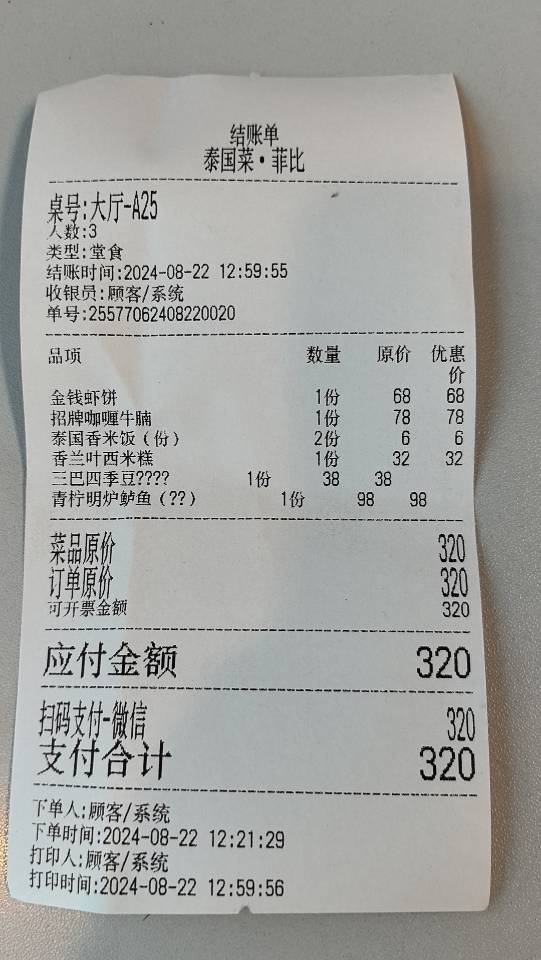 结账单
泰国菜•菲比
桌号:大厅-A25
人数:3
类型:堂食
结账时间:2024-08-22 12:59:55
收银员:顾客/系统
单号:25577062408220020
品项 数量 原价 优惠价
金钱虾饼 1份 68 68
招牌咖喱牛腩 1份 78 78
泰国香米饭（份） 2份 6 6
香兰叶西米糕 1份 32 32
三巴四季豆???? 1份 38 38
青柠明炉鲈鱼（??） 1份 98 98
菜品原价 320
订单原价 320
可开票金额 320
应付金额 320
扫码支付-微信 320
支付合计 320
下单人:顾客/系统
下单时间:2024-08-22 12:21:29
打印人:顾客/系统
打印时间:2024-08-22 12:59:56